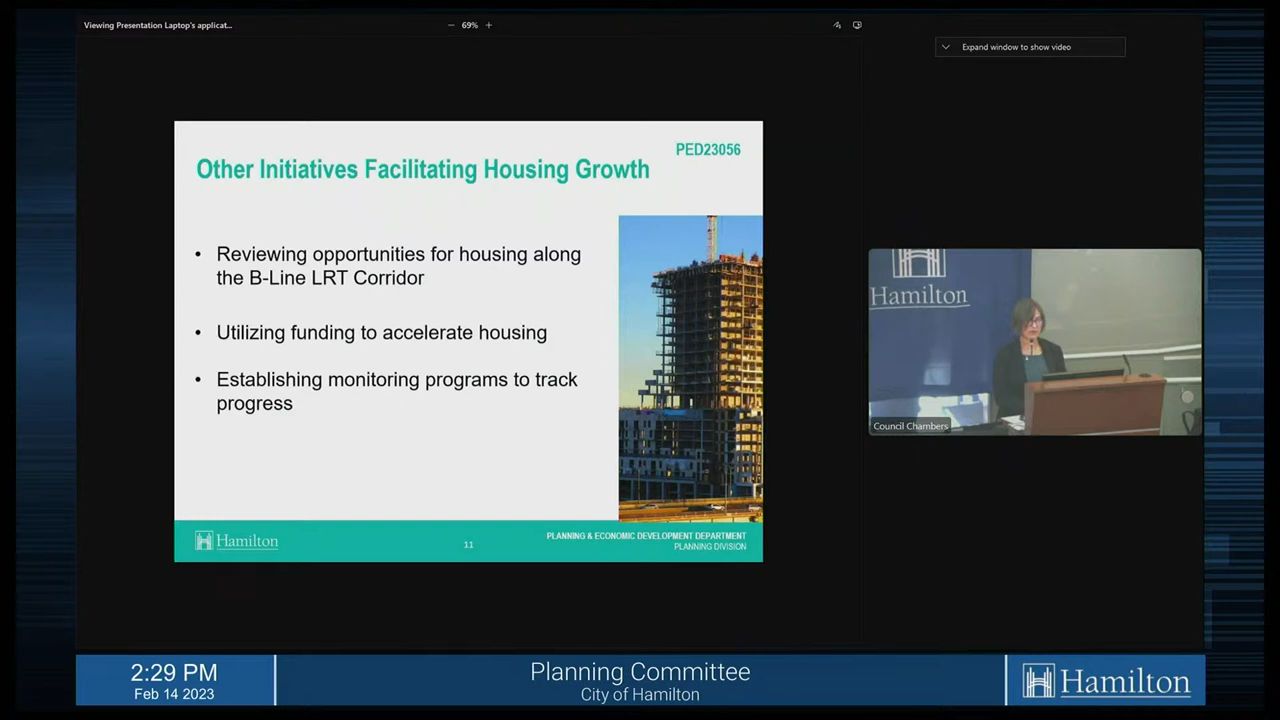 Viewing Presentation Laptop's applicat...
69%
Expand window to show video
PED23056
Other Initiatives Facilitating Housing Growth
• Reviewing opportunities for housing along
the B-Line LRT Corridor
• Utilizing funding to accelerate housing
• Establishing monitoring programs to track
progress
Hamilton
11
PLANNING & ECONOMIC DEVELOPMENT DEPARTMENT
PLANNING DIVISION
Hamilton
Council Chambers
2:29 PM
Feb 14 2023
Planning Committee
City of Hamilton
Hamilton